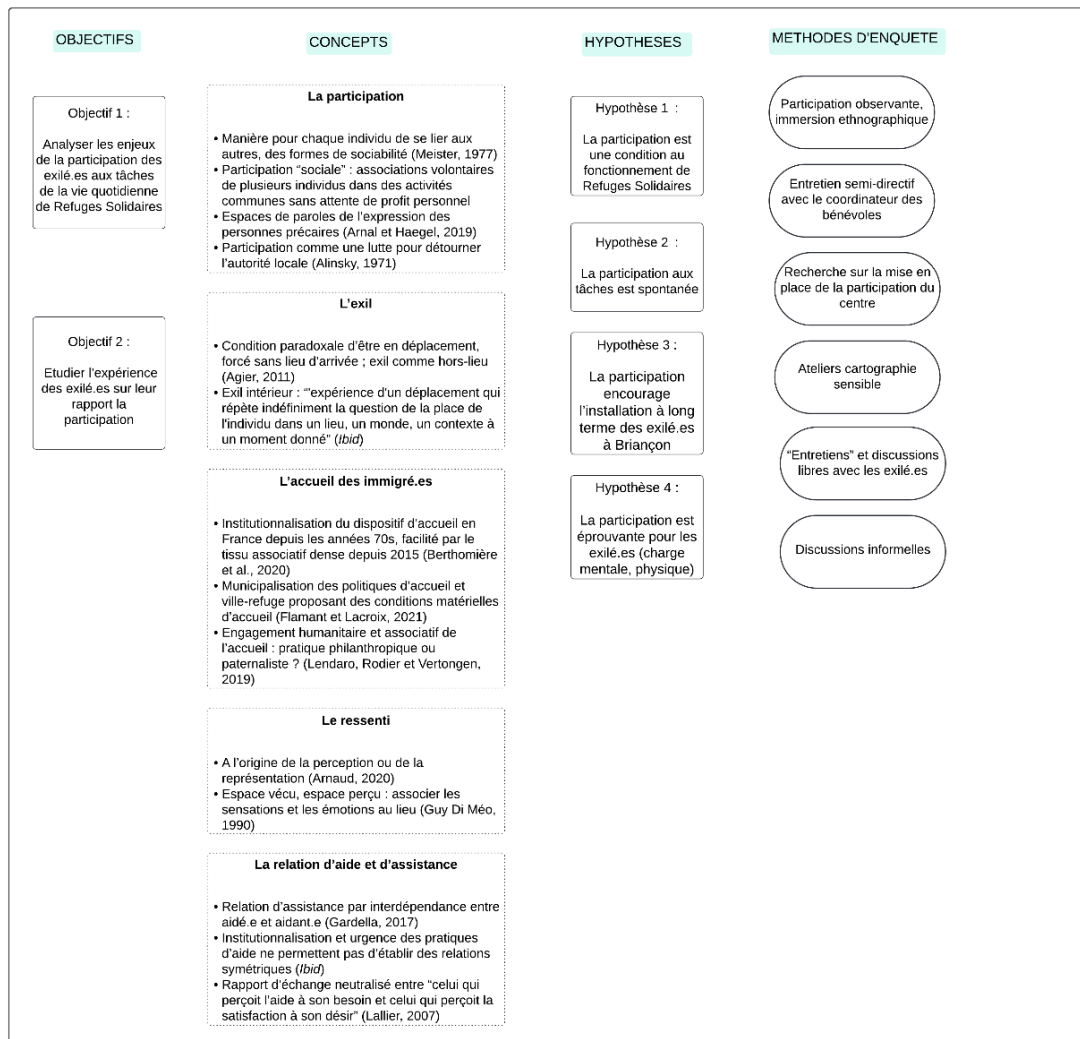 OBJECTIFS
Objectif 1 :
Analyser les enjeux
de la participation des
exilé.es aux tâches
de la vie quotidienne
de Refuges Solidaires
Objectif 2 :
Etudier l'expérience
des exilé.es sur leur
rapport la
participation
CONCEPTS
La participation
• Manière pour chaque individu de se lier aux
autres, des formes de sociabilité (Meister, 1977)
• Participation “sociale” : associations volontaires
de plusieurs individus dans des activités
communes sans attente de profit personnel
• Espaces de paroles de l'expression des
personnes précaires (Arnal et Haegel, 2019)
• Participation comme une lutte pour détourner
l'autorité locale (Alinsky, 1971)
L'exil
• Condition paradoxale d'être en déplacement,
forcé sans lieu d'arrivée ; exil comme hors-lieu
(Agier, 2011)
• Exil intérieur : “'expérience d'un déplacement qui
répète indéfiniment la question de la place de
l'individu dans un lieu, un monde, un contexte à
un moment donné” (Ibid)
L'accueil des immigré.es
• Institutionnalisation du dispositif d'accueil en
France depuis les années 70s, facilité par le
tissu associatif dense depuis 2015 (Berthomière
et al., 2020)
• Municipalisation des politiques d'accueil et
ville-refuge proposant des conditions matérielles
d'accueil (Flamant et Lacroix, 2021)
• Engagement humanitaire et associatif de
l'accueil : pratique philanthropique ou
paternaliste ? (Lendaro, Rodier et Vertongen,
2019)
Le ressenti
• A l'origine de la perception ou de la
représentation (Arnaud, 2020)
• Espace vécu, espace perçu : associer les
sensations et les émotions au lieu (Guy Di Méo,
1990)
La relation d'aide et d'assistance
• Relation d'assistance par interdépendance entre
aidé.e et aidant.e (Gardella, 2017)
• Institutionnalisation et urgence des pratiques
d'aide ne permettent pas d'établir des relations
symétriques (Ibid)
• Rapport d'échange neutralisé entre “celui qui
perçoit l'aide à son besoin et celui qui perçoit la
satisfaction à son désir” (Lallier, 2007)
HYPOTHESES
Hypothèse 1 :
La participation est
une condition au
fonctionnement de
Refuges Solidaires
Hypothèse 2 :
La participation aux
tâches est spontanée
Hypothèse 3 :
La participation
encourage
l'installation à long
terme des exilé.es
à Briançon
Hypothèse 4 :
La participation est
éprouvante pour les
exilé.es (charge
mentale, physique)
METHODES D'ENQUETE
Participation observante,
immersion ethnographique
Entretien semi-directif
avec le coordinateur des
bénévoles
Recherche sur la mise en
place de la participation du
centre
Ateliers cartographie
sensible
“Entretiens” et discussions
libres avec les exilé.es
Discussions informelles